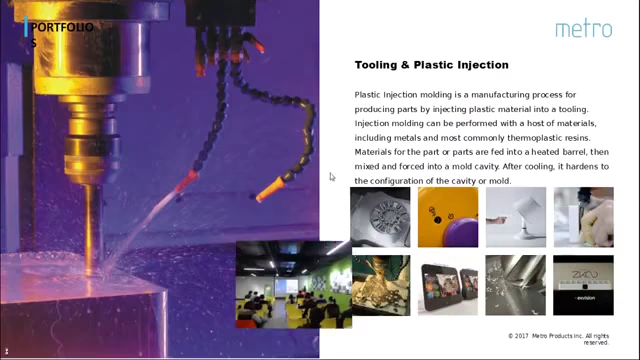 PORTFOLIO
S
metro
Tooling & Plastic Injection
Plastic Injection molding is a manufacturing process for
producing parts by injecting plastic material into a tooling.
Injection molding can be performed with a host of materials,
including metals and most commonly thermoplastic resins.
Materials for the part or parts are fed into a heated barrel, then
mixed and forced into a mold cavity. After cooling, it hardens to
the configuration of the cavity or mold.
© 2017 Metro Products Inc. All rights
reserved.